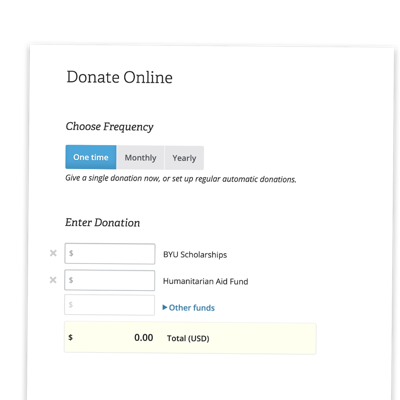 Donate Online
Choose Frequency
One time Monthly Yearly
Give a single donation now, or set up regular automatic donations.
Enter Donation
× $ BYU Scholarships
× $ Humanitarian Aid Fund
$ ▶Other funds
$ 0.00 Total (USD)